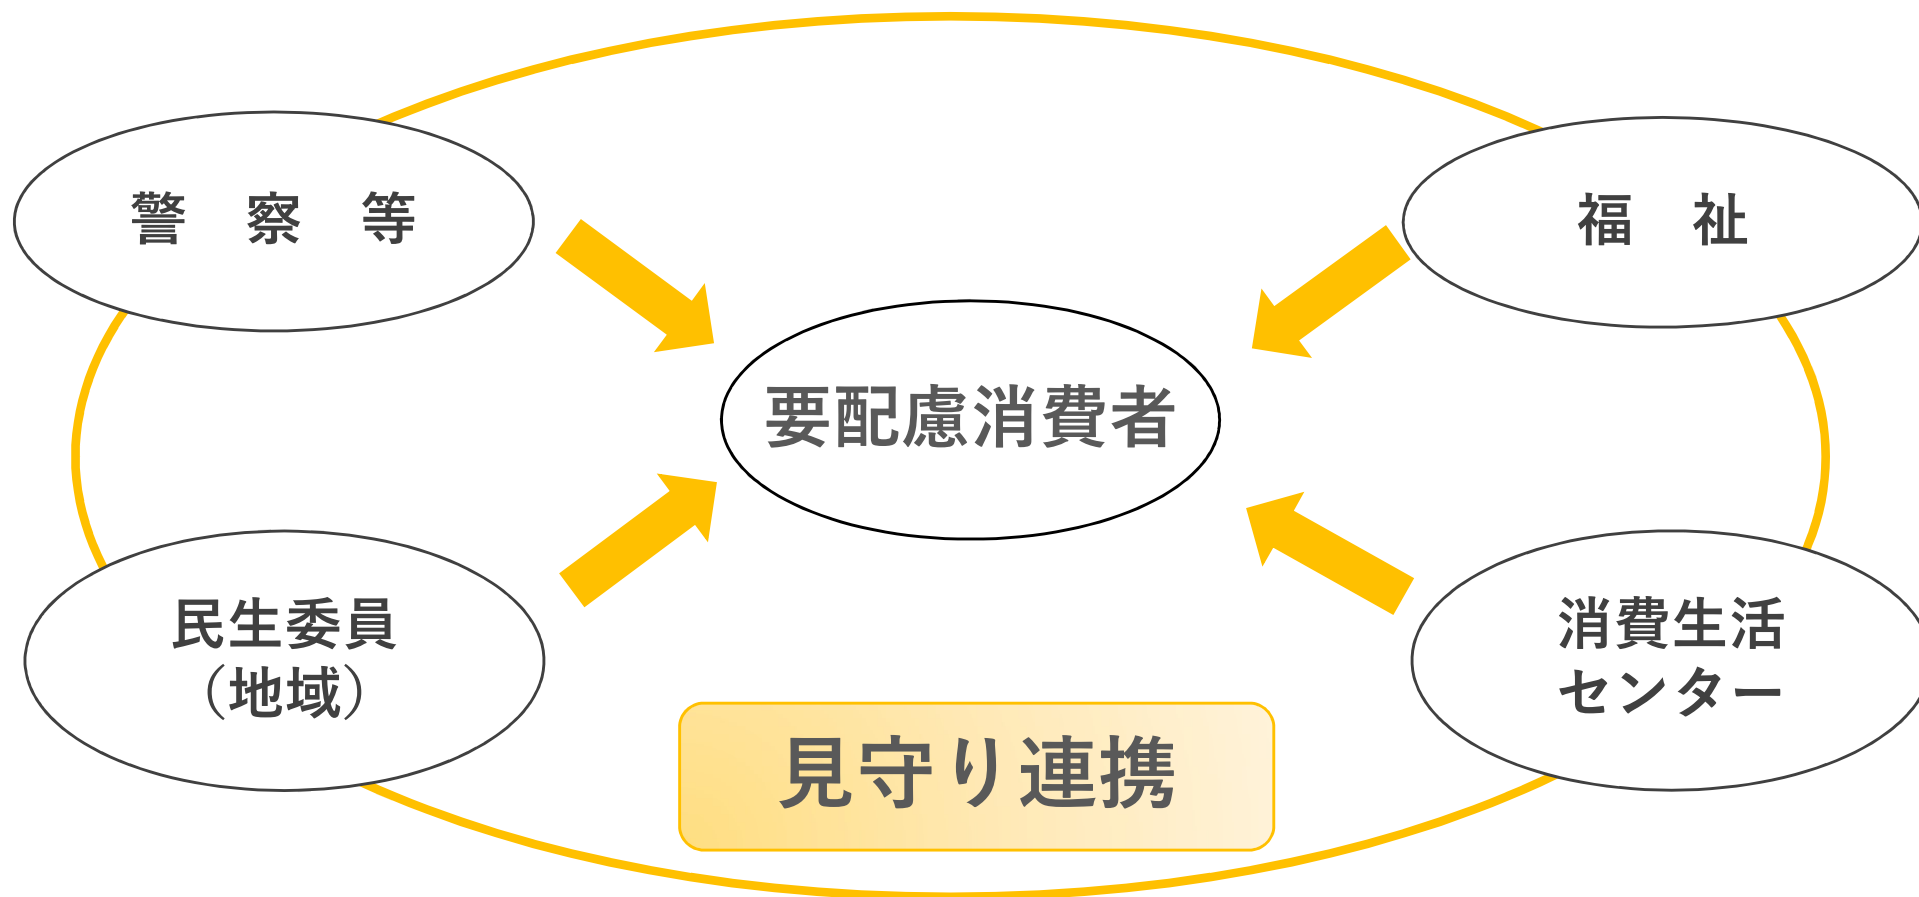 警　察　等
福　祉
要配慮消費者
民生委員
（地域）
消費生活
センター
見守り連携